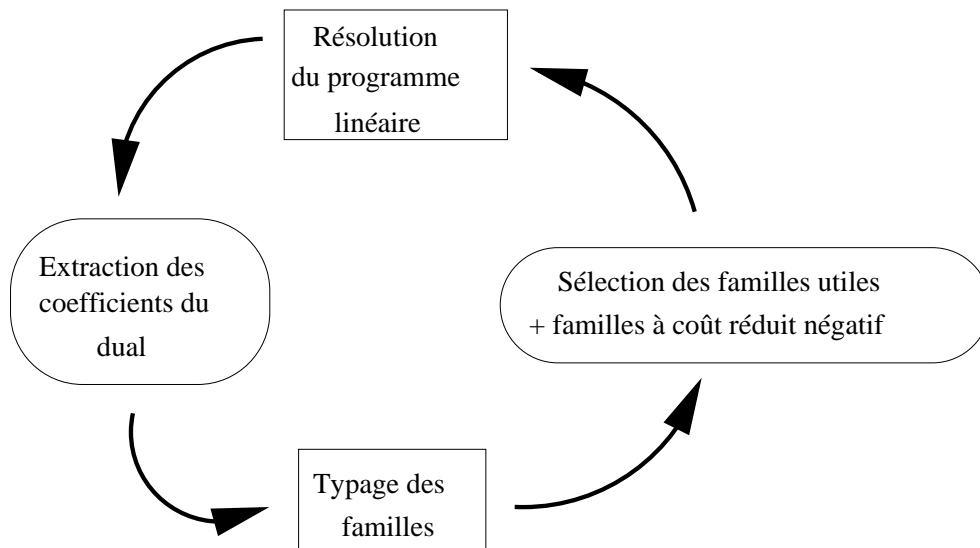 Résolution
du programme
linéaire
Extraction des
coefficients du
dual
Sélection des familles utiles
+ familles à coût réduit négatif
Typage des
familles